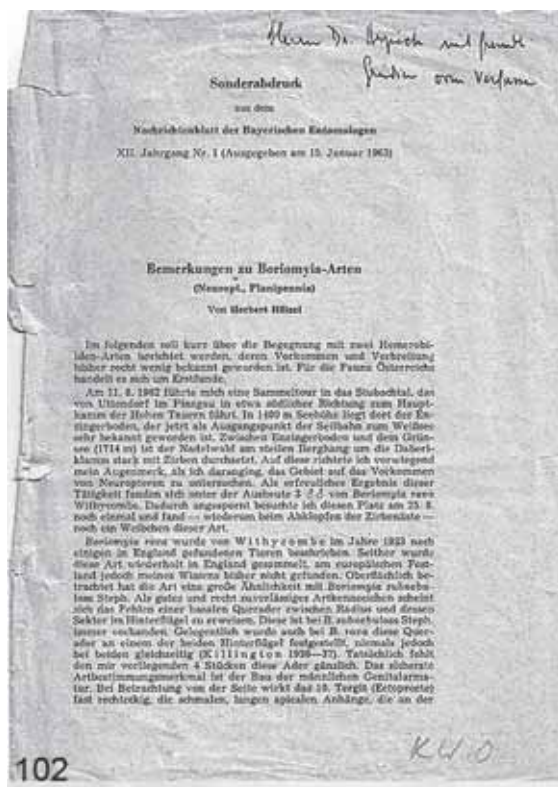 Herrn Dr. mit freundl.
vom Verfasser
Sonderabdruck
aus dem
Nachrichtenblatt der Bayerischen Entomologen
XII. Jahrgang Nr. 1 (Ausgegeben am 15. Januar 1963)
Bemerkungen zu Boriomyia-Arten
(Neuropt., Planipennia)
Von Herbert Hölzel
Im folgenden soll kurz über die Begegnung mit zwei Hemerobi-
iden-Arten berichtet werden, deren Vorkommen und Verbreitung
bisher recht wenig bekannt geworden ist. Für die Fauna Österreichs
handelt es sich um Erstfunde.
Am 11. 8. 1962 führte mich eine Sammeltour in das Stubachtal, das
von Uttendorf im Pinzgau in etwa südlicher Richtung zum Haupt-
kamm der Hohen Tauern führt. In 1400 m Seehöhe liegt dort der En-
zingerboden, der jetzt als Ausgangspunkt der Seilbahn zum Weißsee
sehr bekannt geworden ist. Zwischen Enzingerboden und dem Grün-
see (1714 m) ist der Nadelwald am steilen Berghang um die Daberi-
klamm stark mit Zirben durchsetzt. Auf diese richtete ich vorwiegend
mein Augenmerk, als ich daranging, das Gebiet auf das Vorkommen
von Neuropteren zu untersuchen. Als erfreuliches Ergebnis dieser
Tätigkeit fanden sich unter der Ausbeute 3 ♂♂ von Boriomyia rava
Withycombe. Dadurch angespornt besuchte ich diesen Platz am 25. 8.
noch einmal und fand — wiederum beim Abklopfen der Zirbenäste —
noch ein Weibchen dieser Art.
Boriomyia rava wurde von Withycombe im Jahre 1923 nach
einigen in England gefundenen Tieren beschrieben. Seither wurde
diese Art wiederholt in England gesammelt, am europäischen Fest-
land jedoch meines Wissens bisher nicht gefunden. Oberflächlich be-
trachtet hat die Art eine große Ähnlichkeit mit Boriomyia subnebu-
losa Steph. Als gutes und recht zuverlässiges Artkennzeichen scheint
sich das Fehlen einer basalen Querader zwischen Radius und dessen
Sektor im Hinterflügel zu erweisen. Diese ist bei B. subnebulosa Steph.
immer vorhanden. Gelegentlich wurde auch bei B. rava diese Quer-
ader an einem der beiden Hinterflügel festgestellt, niemals jedoch
bei beiden gleichzeitig (Killington 1936—37). Tatsächlich fehlt
den mir vorliegenden 4 Stücken diese Ader gänzlich. Das sicherste
Artbestimmungsmerkmal ist der Bau der männlichen Genitalarma-
tur. Bei Betrachtung von der Seite wirkt das 10. Tergit (Ectoprocte)
fast rechteckig, die schmalen, langen apicalen Anhänge, die an der
102